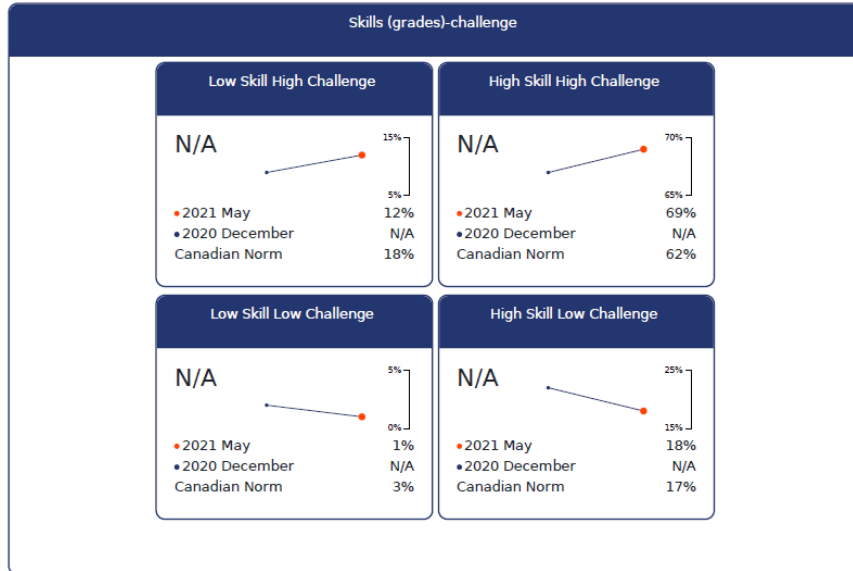 Skills (grades)-challenge
Low Skill High Challenge
N/A
15%
5%
2021 May 12%
2020 December N/A
Canadian Norm 18%
High Skill High Challenge
N/A
70%
65%
2021 May 69%
2020 December N/A
Canadian Norm 62%
Low Skill Low Challenge
N/A
5%
0%
2021 May 1%
2020 December N/A
Canadian Norm 3%
High Skill Low Challenge
N/A
25%
15%
2021 May 18%
2020 December N/A
Canadian Norm 17%